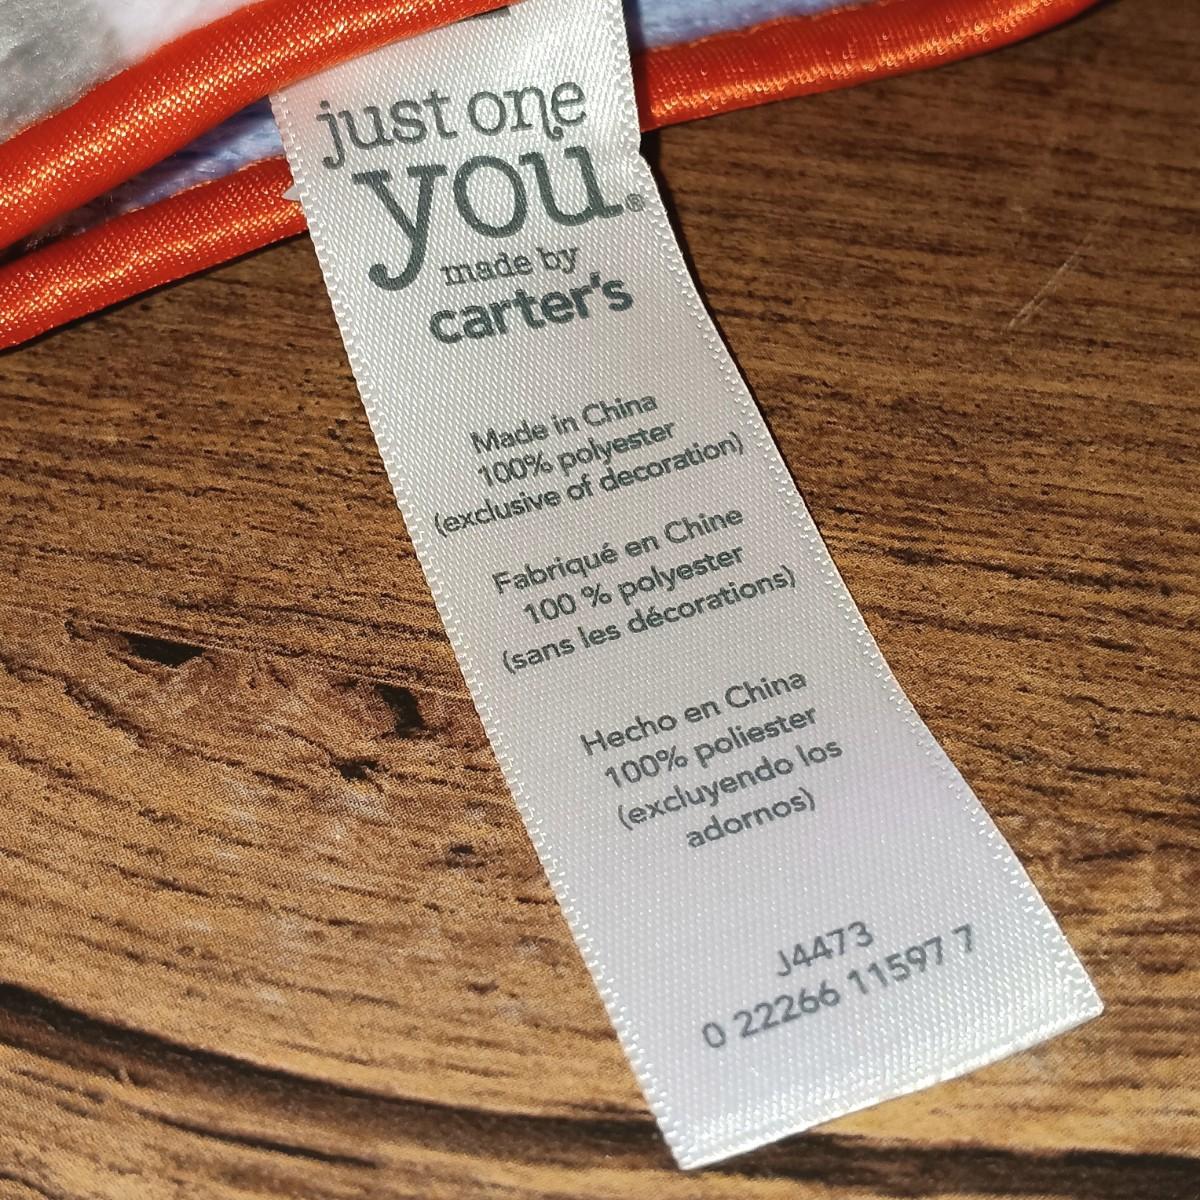 just one
you.®
made by
carter's
Made in China
100% polyester
(exclusive of decoration)
Fabriqué en Chine
100 % polyester
(sans les décorations)
Hecho en China
100% poliester
(excluyendo los
adornos)
J4473
0 22266 11597 7